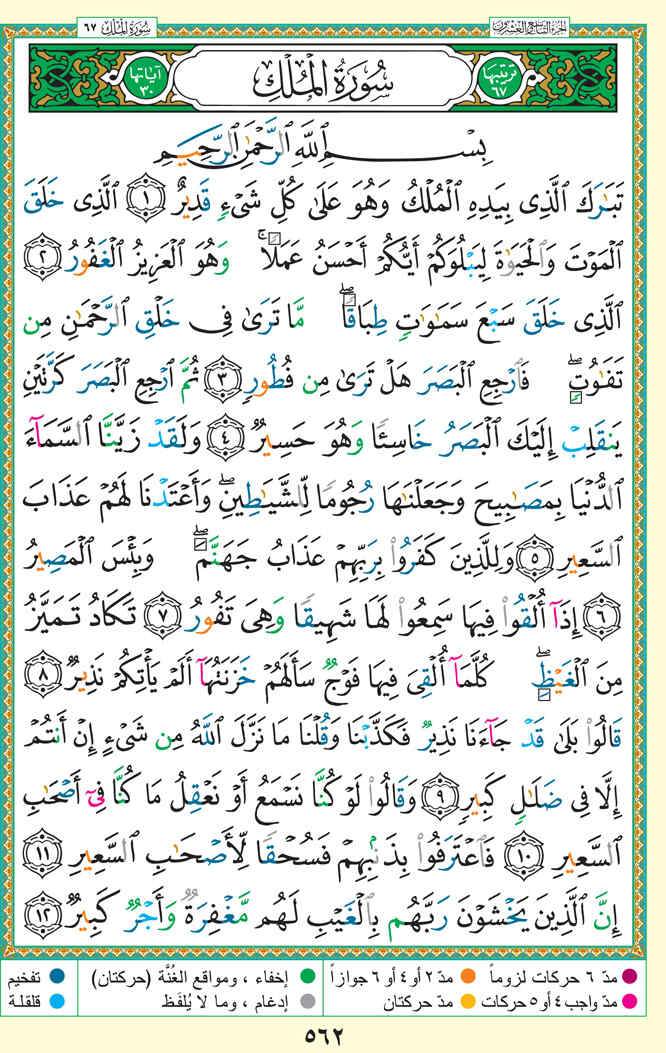 الجزء التاسع والعشرون
سُورَةُ المُلْكِ ٦٧
ترتيبها ٦٧
سُورَةُ الْمُلْكِ
آياتها ٣٠
بِسْمِ ٱللَّهِ ٱلرَّحْمَٰنِ ٱلرَّحِيمِ
تَبَٰرَكَ ٱلَّذِى بِيَدِهِ ٱلْمُلْكُ وَهُوَ عَلَىٰ كُلِّ شَىْءٍ قَدِيرٌ ١ ٱلَّذِى خَلَقَ
ٱلْمَوْتَ وَٱلْحَيَوٰةَ لِيَبْلُوَكُمْ أَيُّكُمْ أَحْسَنُ عَمَلًا ۚ وَهُوَ ٱلْعَزِيزُ ٱلْغَفُورُ ٢
ٱلَّذِى خَلَقَ سَبْعَ سَمَٰوَٰتٍ طِبَاقًا ۖ مَّا تَرَىٰ فِى خَلْقِ ٱلرَّحْمَٰنِ مِن
تَفَٰوُتٍ ۖ فَٱرْجِعِ ٱلْبَصَرَ هَلْ تَرَىٰ مِن فُطُورٍ ٣ ثُمَّ ٱرْجِعِ ٱلْبَصَرَ كَرَّتَيْنِ
يَنقَلِبْ إِلَيْكَ ٱلْبَصَرُ خَاسِئًا وَهُوَ حَسِيرٌ ٤ وَلَقَدْ زَيَّنَّا ٱلسَّمَآءَ
ٱلدُّنْيَا بِمَصَٰبِيحَ وَجَعَلْنَٰهَا رُجُومًا لِّلشَّيَٰطِينِ ۖ وَأَعْتَدْنَا لَهُمْ عَذَابَ
ٱلسَّعِيرِ ٥ وَلِلَّذِينَ كَفَرُوا۟ بِرَبِّهِمْ عَذَابُ جَهَنَّمَ ۖ وَبِئْسَ ٱلْمَصِيرُ
٦ إِذَآ أُلْقُوا۟ فِيهَا سَمِعُوا۟ لَهَا شَهِيقًا وَهِىَ تَفُورُ ٧ تَكَادُ تَمَيَّزُ
مِنَ ٱلْغَيْظِ ۖ كُلَّمَآ أُلْقِىَ فِيهَا فَوْجٌ سَأَلَهُمْ خَزَنَتُهَآ أَلَمْ يَأْتِكُمْ نَذِيرٌ ٨
قَالُوا۟ بَلَىٰ قَدْ جَآءَنَا نَذِيرٌ فَكَذَّبْنَا وَقُلْنَا مَا نَزَّلَ ٱللَّهُ مِن شَىْءٍ إِنْ أَنتُمْ
إِلَّا فِى ضَلَٰلٍ كَبِيرٍ ٩ وَقَالُوا۟ لَوْ كُنَّا نَسْمَعُ أَوْ نَعْقِلُ مَا كُنَّا فِىٓ أَصْحَٰبِ
ٱلسَّعِيرِ ١٠ فَٱعْتَرَفُوا۟ بِذَنۢبِهِمْ فَسُحْقًا لِّأَصْحَٰبِ ٱلسَّعِيرِ ١١
إِنَّ ٱلَّذِينَ يَخْشَوْنَ رَبَّهُم بِٱلْغَيْبِ لَهُم مَّغْفِرَةٌ وَأَجْرٌ كَبِيرٌ ١٢
مدّ ٦ حركات لزوماً مدّ ٢ أو ٤ أو ٦ جوازاً إخفاء ، ومواقع الغُنَّة (حركتان) تفخيم
مدّ واجب ٤ أو ٥ حركات مدّ حركتان إدغام ، وما لا يُلفَظ قلقلة
٥٦٢